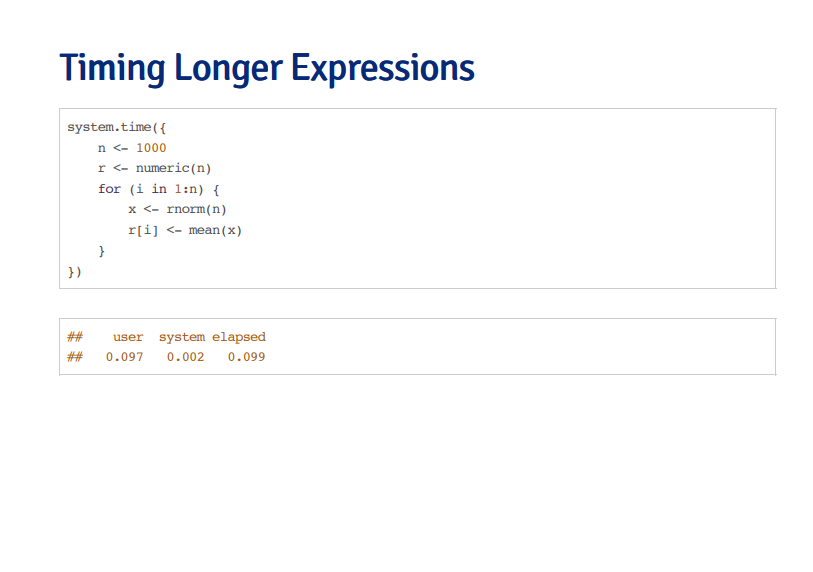 Timing Longer Expressions
system.time({
    n <- 1000
    r <- numeric(n)
    for (i in 1:n) {
        x <- rnorm(n)
        r[i] <- mean(x)
    }
})
##    user  system elapsed
##   0.097   0.002   0.099